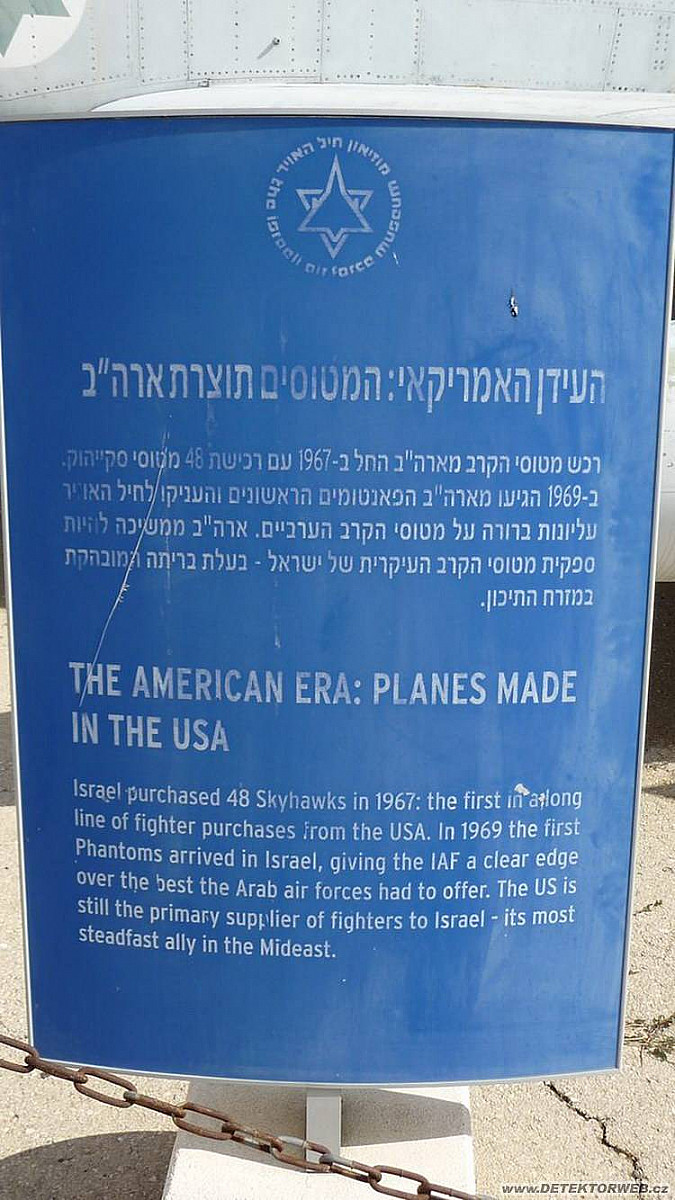 מוזיאון חיל האויר
israeli air force museum
העידן האמריקאי: המטוסים תוצרת ארה"ב
רכש מטוסי הקרב מארה"ב החל ב-1967 עם רכישת 48 מטוסי סקייהוק.
ב-1969 הגיעו מארה"ב הפאנטומים הראשונים והעניקו לחיל האויר
עליונות ברורה על מטוסי הקרב הערביים. ארה"ב ממשיכה להיות
ספקית מטוסי הקרב העיקרית של ישראל - בעלת בריתה המובהקת
במזרח התיכון.
THE AMERICAN ERA: PLANES MADE
IN THE USA
Israel purchased 48 Skyhawks in 1967: the first in a long
line of fighter purchases from the USA. In 1969 the first
Phantoms arrived in Israel, giving the IAF a clear edge
over the best the Arab air forces had to offer. The US is
still the primary supplier of fighters to Israel - its most
steadfast ally in the Mideast.
www.DETEKTORWEB.cz